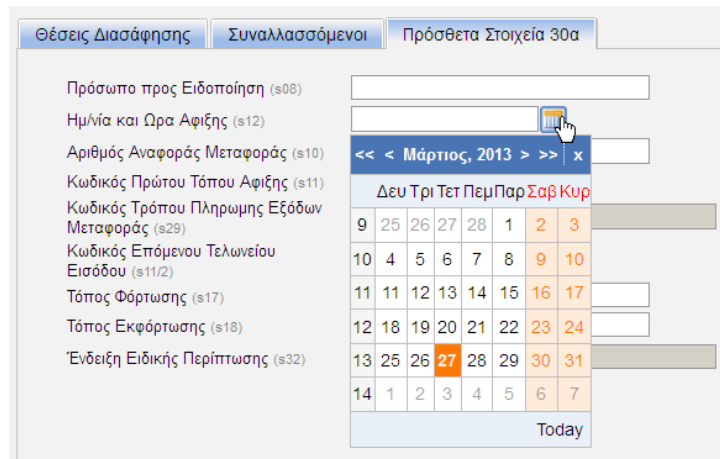 Θέσεις Διασάφησης Συναλλασσόμενοι Πρόσθετα Στοιχεία 30α
Πρόσωπο προς Ειδοποίηση (s08)
Ημ/νία και Ωρα Αφιξης (s12)
Αριθμός Αναφοράς Μεταφοράς (s10)
Κωδικός Πρώτου Τόπου Αφιξης (s11)
Κωδικός Τρόπου Πληρωμης Εξόδων
Μεταφοράς (s29)
Κωδικός Επόμενου Τελωνείου
Εισόδου (s11/2)
Τόπος Φόρτωσης (s17)
Τόπος Εκφόρτωσης (s18)
Ένδειξη Ειδικής Περίπτωσης (s32)
<< < Μάρτιος, 2013 > >> x
Δευ Τρι Τετ Πεμ Παρ Σαβ Κυρ
9 25 26 27 28 1 2 3
10 4 5 6 7 8 9 10
11 11 12 13 14 15 16 17
12 18 19 20 21 22 23 24
13 25 26 27 28 29 30 31
14 1 2 3 4 5 6 7
Today